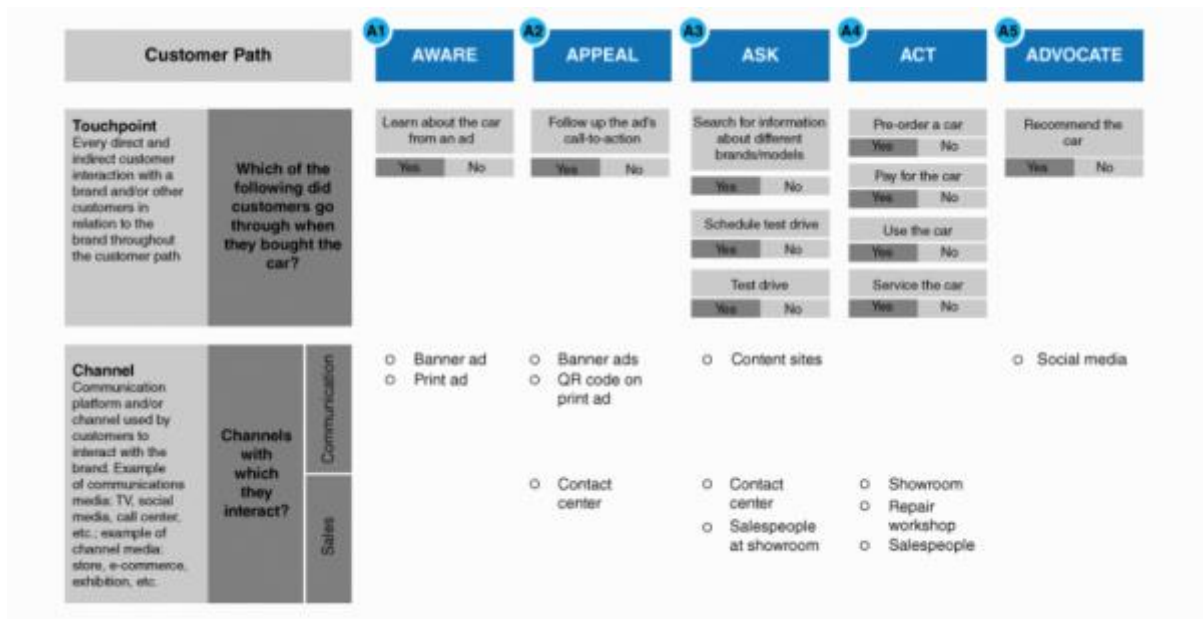 Customer Path
A1
AWARE
A2
APPEAL
A3
ASK
A4
ACT
A5
ADVOCATE
Touchpoint
Every direct and
indirect customer
interaction with a
brand and/or other
customers in
relation to the
brand throughout
the customer path
Which of the
following did
customers go
through when
they bought the
car?
Learn about the car
from an ad
Yes No
Follow up the ad's
call-to-action
Yes No
Search for information
about different
brands/models
Yes No
Schedule test drive
Yes No
Test drive
Yes No
Pre-order a car
Yes No
Pay for the car
Yes No
Use the car
Yes No
Service the car
Yes No
Recommend the
car
Yes No
Channel
Communication
platform and/or
channel used by
customers to
interact with the
brand. Example
of communications
media: TV, social
media, call center,
etc.; example of
channel media:
store, e-commerce,
exhibition, etc.
Channels
with
which
they
interact?
Communication
○ Banner ad
○ Print ad
○ Banner ads
○ QR code on
print ad
○ Content sites
○ Social media
Sales
○ Contact
center
○ Contact
center
○ Salespeople
at showroom
○ Showroom
○ Repair
workshop
○ Salespeople